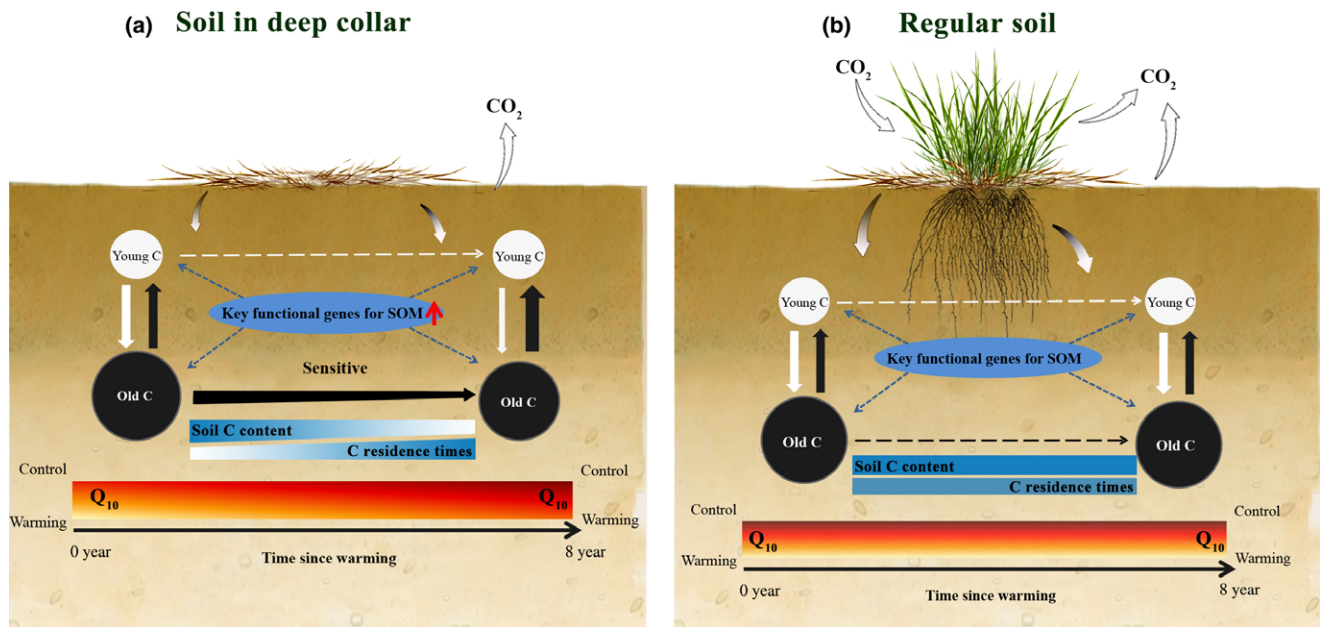 (a) Soil in deep collar
CO2
Young C
Young C
Key functional genes for SOM
Sensitive
Old C
Old C
Soil C content
C residence times
Control
Control
Q10
Q10
Warming
Warming
0 year
8 year
Time since warming
(b) Regular soil
CO2
CO2
Young C
Young C
Key functional genes for SOM
Old C
Old C
Soil C content
C residence times
Control
Control
Q10
Q10
Warming
Warming
0 year
8 year
Time since warming